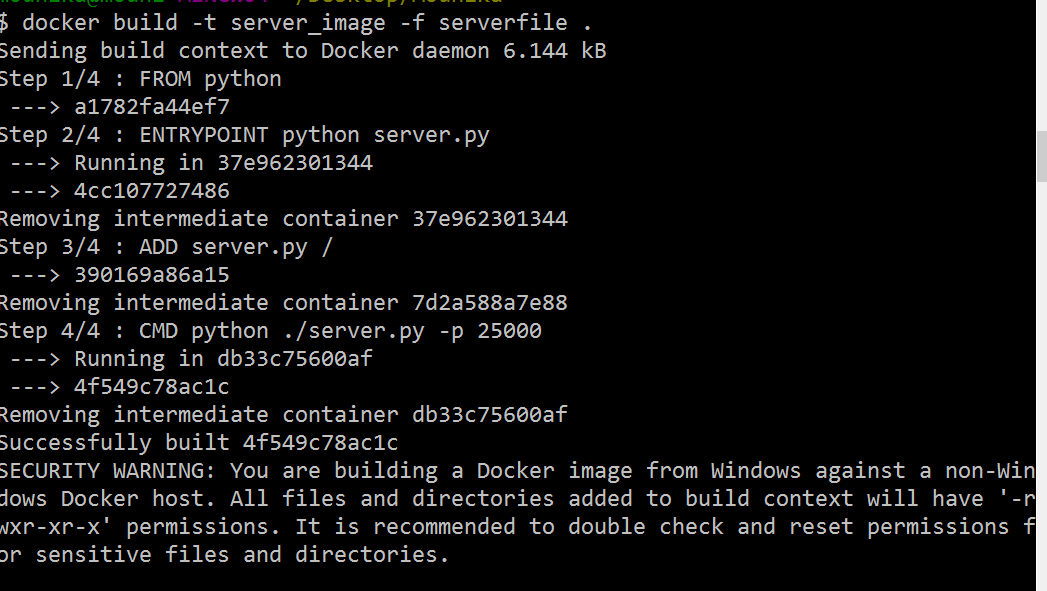 $ docker build -t server_image -f serverfile .
Sending build context to Docker daemon 6.144 kB
Step 1/4 : FROM python
---> a1782fa44ef7
Step 2/4 : ENTRYPOINT python server.py
---> Running in 37e962301344
---> 4cc107727486
Removing intermediate container 37e962301344
Step 3/4 : ADD server.py /
---> 390169a86a15
Removing intermediate container 7d2a588a7e88
Step 4/4 : CMD python ./server.py -p 25000
---> Running in db33c75600af
---> 4f549c78ac1c
Removing intermediate container db33c75600af
Successfully built 4f549c78ac1c
SECURITY WARNING: You are building a Docker image from Windows against a non-Win
dows Docker host. All files and directories added to build context will have '-r
wxr-xr-x' permissions. It is recommended to double check and reset permissions f
or sensitive files and directories.